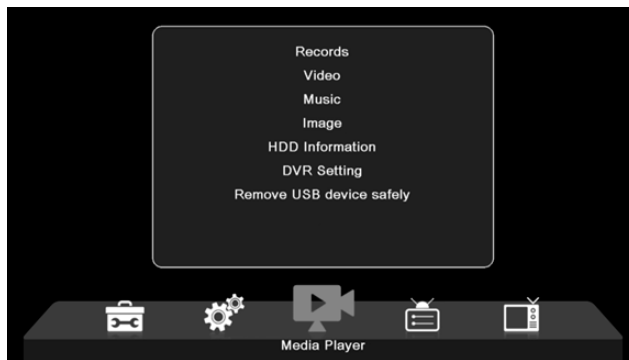 Records
Video
Music
Image
HDD Information
DVR Setting
Remove USB device safely
Media Player